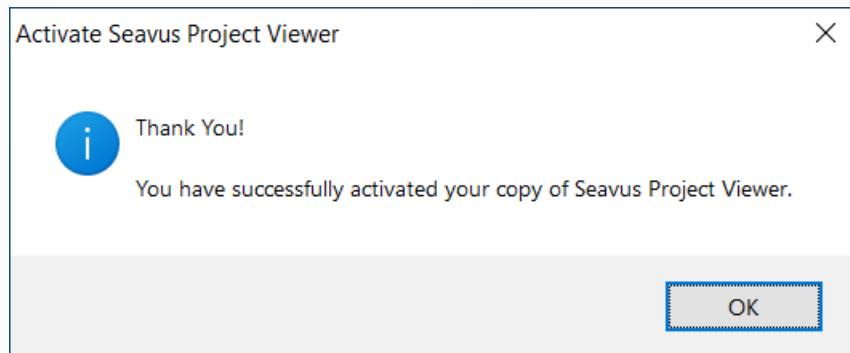 Activate Seavus Project Viewer
Thank You!
You have successfully activated your copy of Seavus Project Viewer.
OK